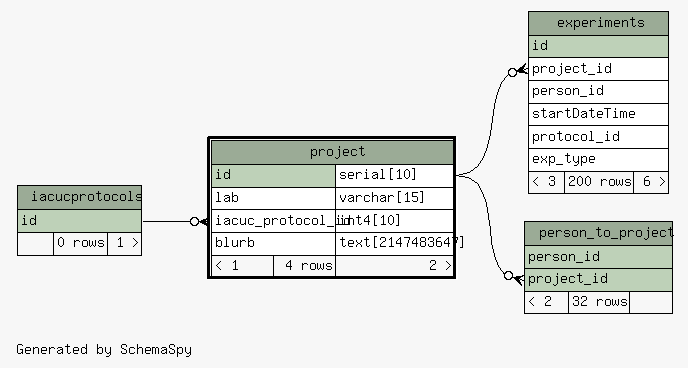 experiments
id
project_id
person_id
startDateTime
protocol_id
exp_type
< 3 200 rows 6 >
project
id serial[10]
lab varchar[15]
iacuc_protocol_id int4[10]
blurb text[2147483647]
< 1 4 rows 2 >
iacucprotocols
id
0 rows 1 >
person_to_project
person_id
project_id
< 2 32 rows
Generated by SchemaSpy